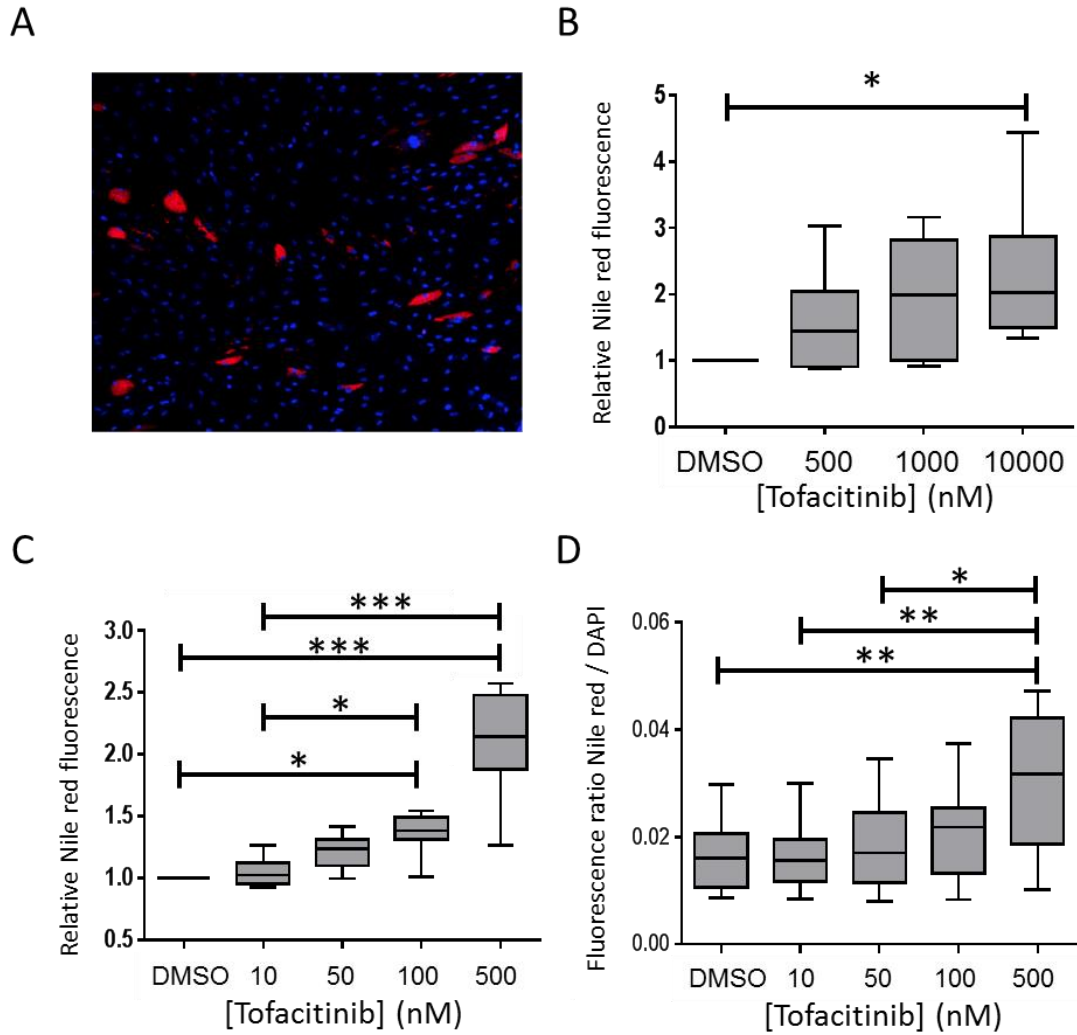 A
B
Relative Nile red fluorescence
5
4
3
2
1
0
*
DMSO 500 1000 10000
[Tofacitinib] (nM)
C
Relative Nile red fluorescence
3.0
2.5
2.0
1.5
1.0
0.5
***
***
*
*
DMSO 10 50 100 500
[Tofacitinib] (nM)
D
Fluorescence ratio Nile red / DAPI
0.06
0.04
0.02
0.00
*
**
**
DMSO 10 50 100 500
[Tofacitinib] (nM)